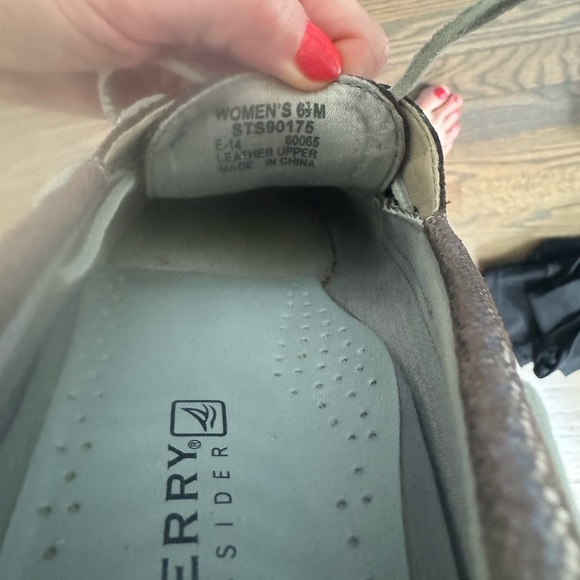 WOMEN'S 6½M
STS90175
E-14 60065
LEATHER UPPER
MADE IN CHINA
ERRY®
SIDER